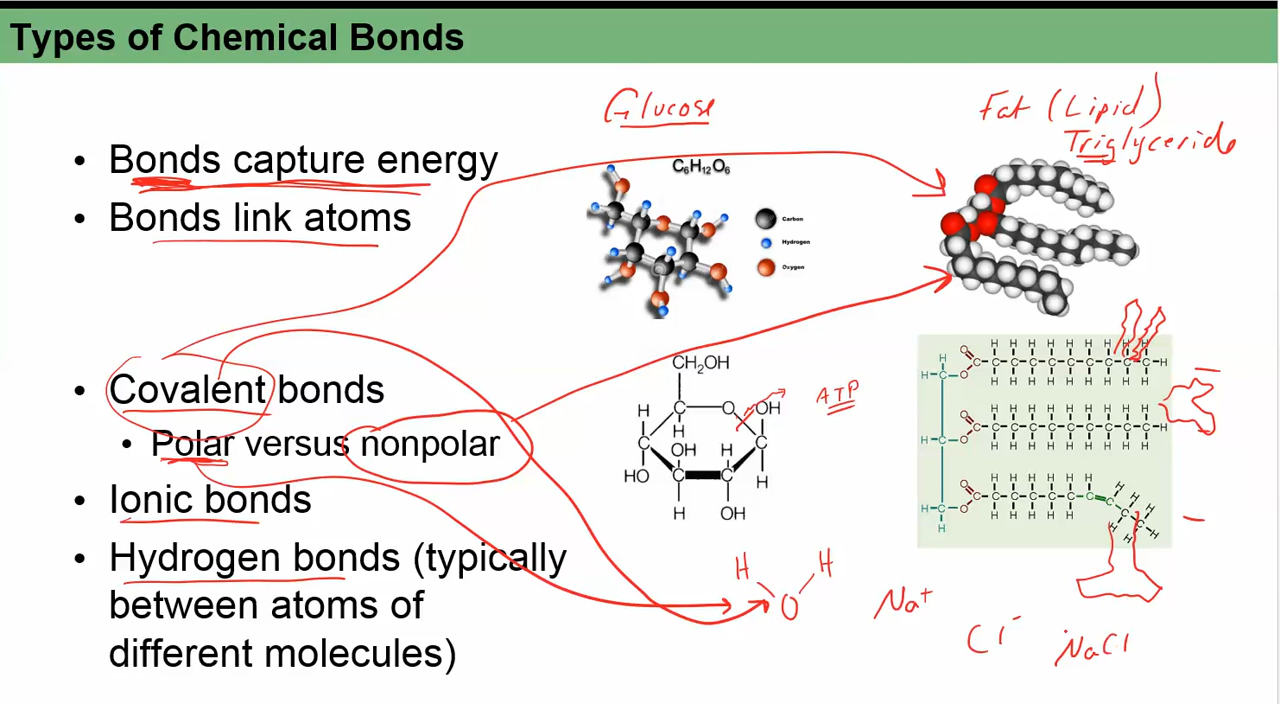 Types of Chemical Bonds
Glucose
Fat (Lipid)
Triglyceride
• Bonds capture energy
• Bonds link atoms
C₆H₁₂O₆
Carbon
Hydrogen
Oxygen
• Covalent bonds
• Polar versus nonpolar
• Ionic bonds
• Hydrogen bonds (typically
between atoms of
different molecules)
CH₂OH
H C O OH
H
C OH H C
HO C C H
H OH
ATP
H H H H H H H H H H
H C O C C C C C C C C C C H
H O H H H H H H H H H
H H H H H H H H H
O
H C O C C C C C C C C C C H
H H H H H H H H H
H H H H H H
O H
H C O C C C C C C C C C H
H H H H H H C H
H H H
H H
O
Na⁺
Cl⁻
NaCl